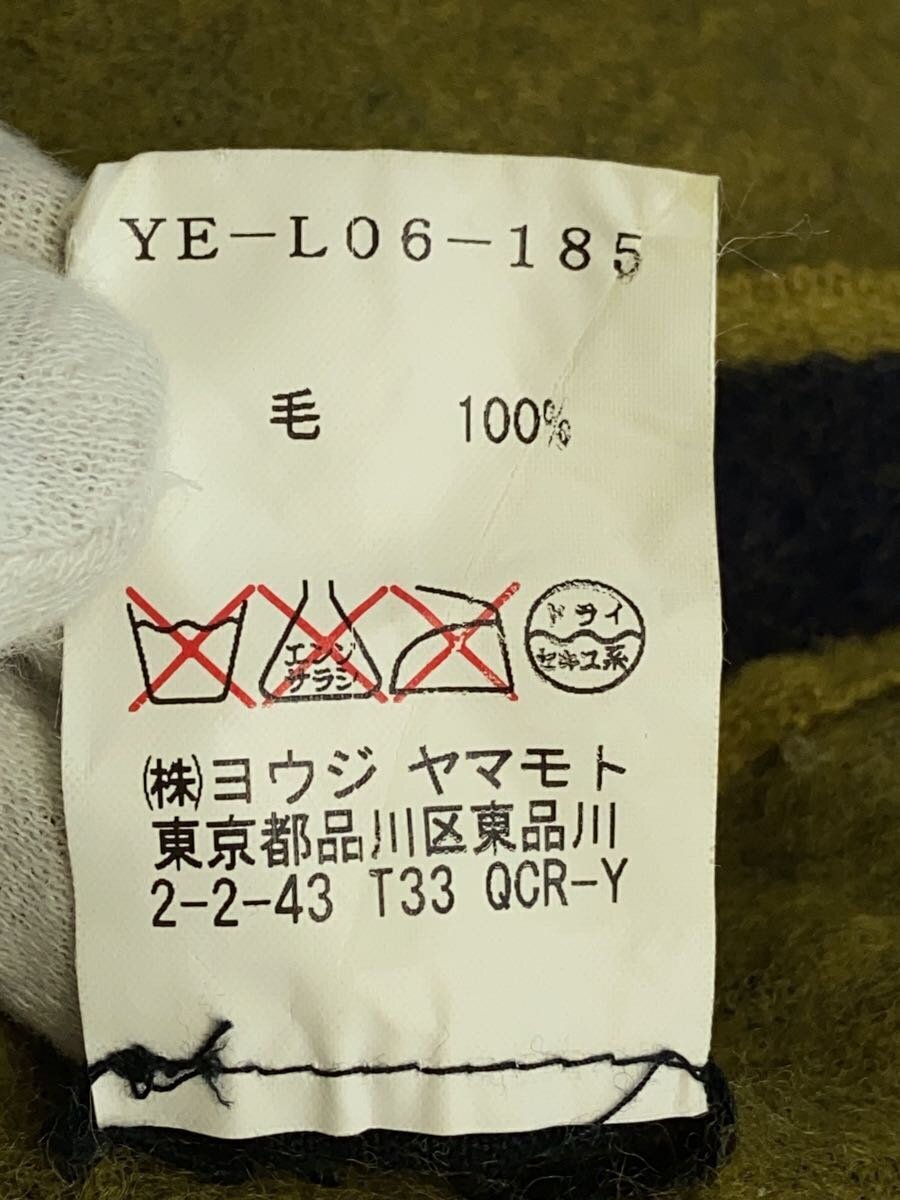 YE-L06-185
毛 100%
エンソ
サラシ
ドライ
セキユ系
(株)ヨウジ ヤマモト
東京都品川区東品川
2-2-43 T33 QCR-Y